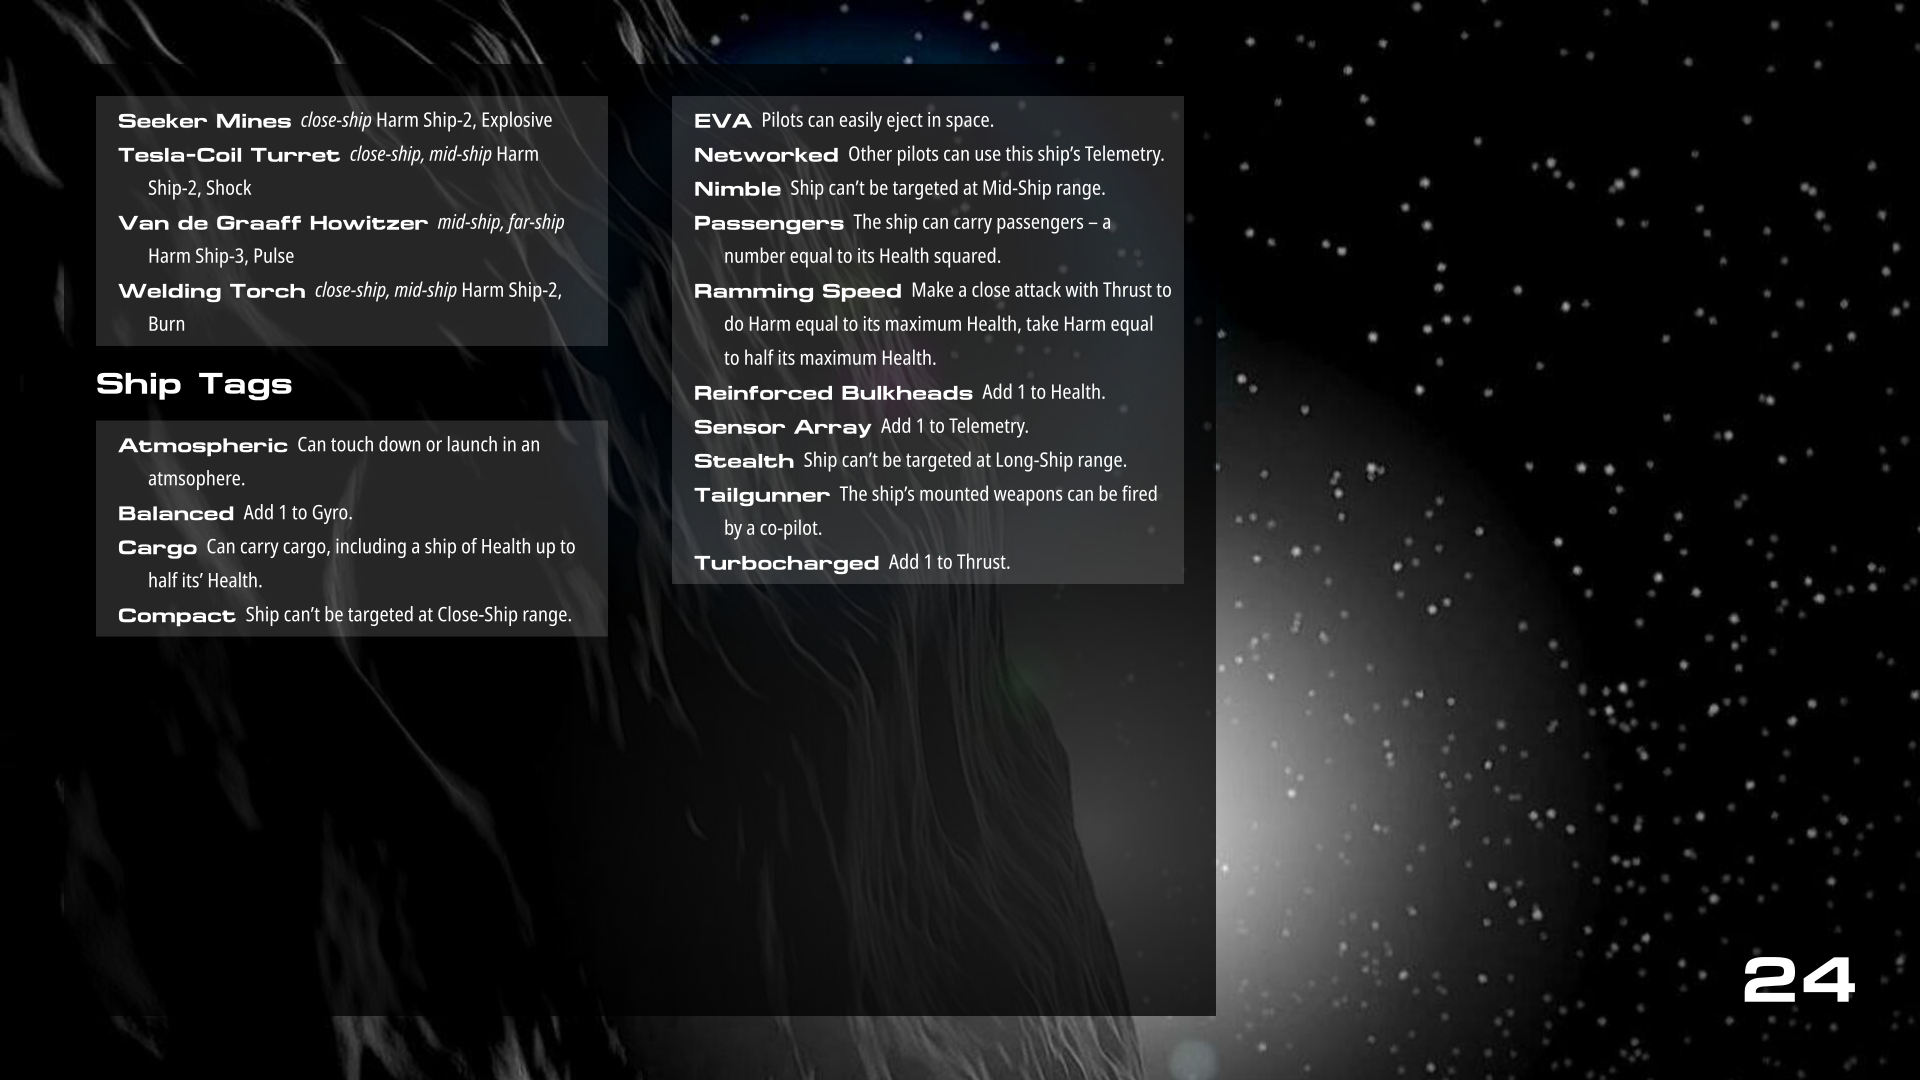 Seeker Mines close-ship Harm Ship-2, Explosive
Tesla-Coil Turret close-ship, mid-ship Harm
Ship-2, Shock
Van de Graaff Howitzer mid-ship, far-ship
Harm Ship-3, Pulse
Welding Torch close-ship, mid-ship Harm Ship-2,
Burn
Ship Tags
Atmospheric Can touch down or launch in an
atmsophere.
Balanced Add 1 to Gyro.
Cargo Can carry cargo, including a ship of Health up to
half its’ Health.
Compact Ship can’t be targeted at Close-Ship range.
EVA Pilots can easily eject in space.
Networked Other pilots can use this ship’s Telemetry.
Nimble Ship can’t be targeted at Mid-Ship range.
Passengers The ship can carry passengers – a
number equal to its Health squared.
Ramming Speed Make a close attack with Thrust to
do Harm equal to its maximum Health, take Harm equal
to half its maximum Health.
Reinforced Bulkheads Add 1 to Health.
Sensor Array Add 1 to Telemetry.
Stealth Ship can’t be targeted at Long-Ship range.
Tailgunner The ship’s mounted weapons can be fired
by a co-pilot.
Turbocharged Add 1 to Thrust.
24